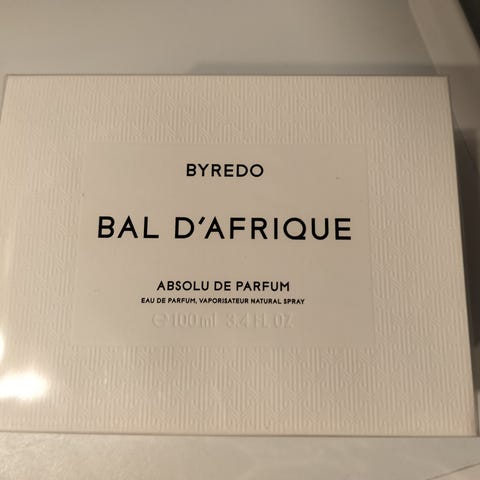 BYREDO
BAL D'AFRIQUE
ABSOLU DE PARFUM
EAU DE PARFUM, VAPORISATEUR NATURAL SPRAY
℮ 100 ml 3.4 FL OZ